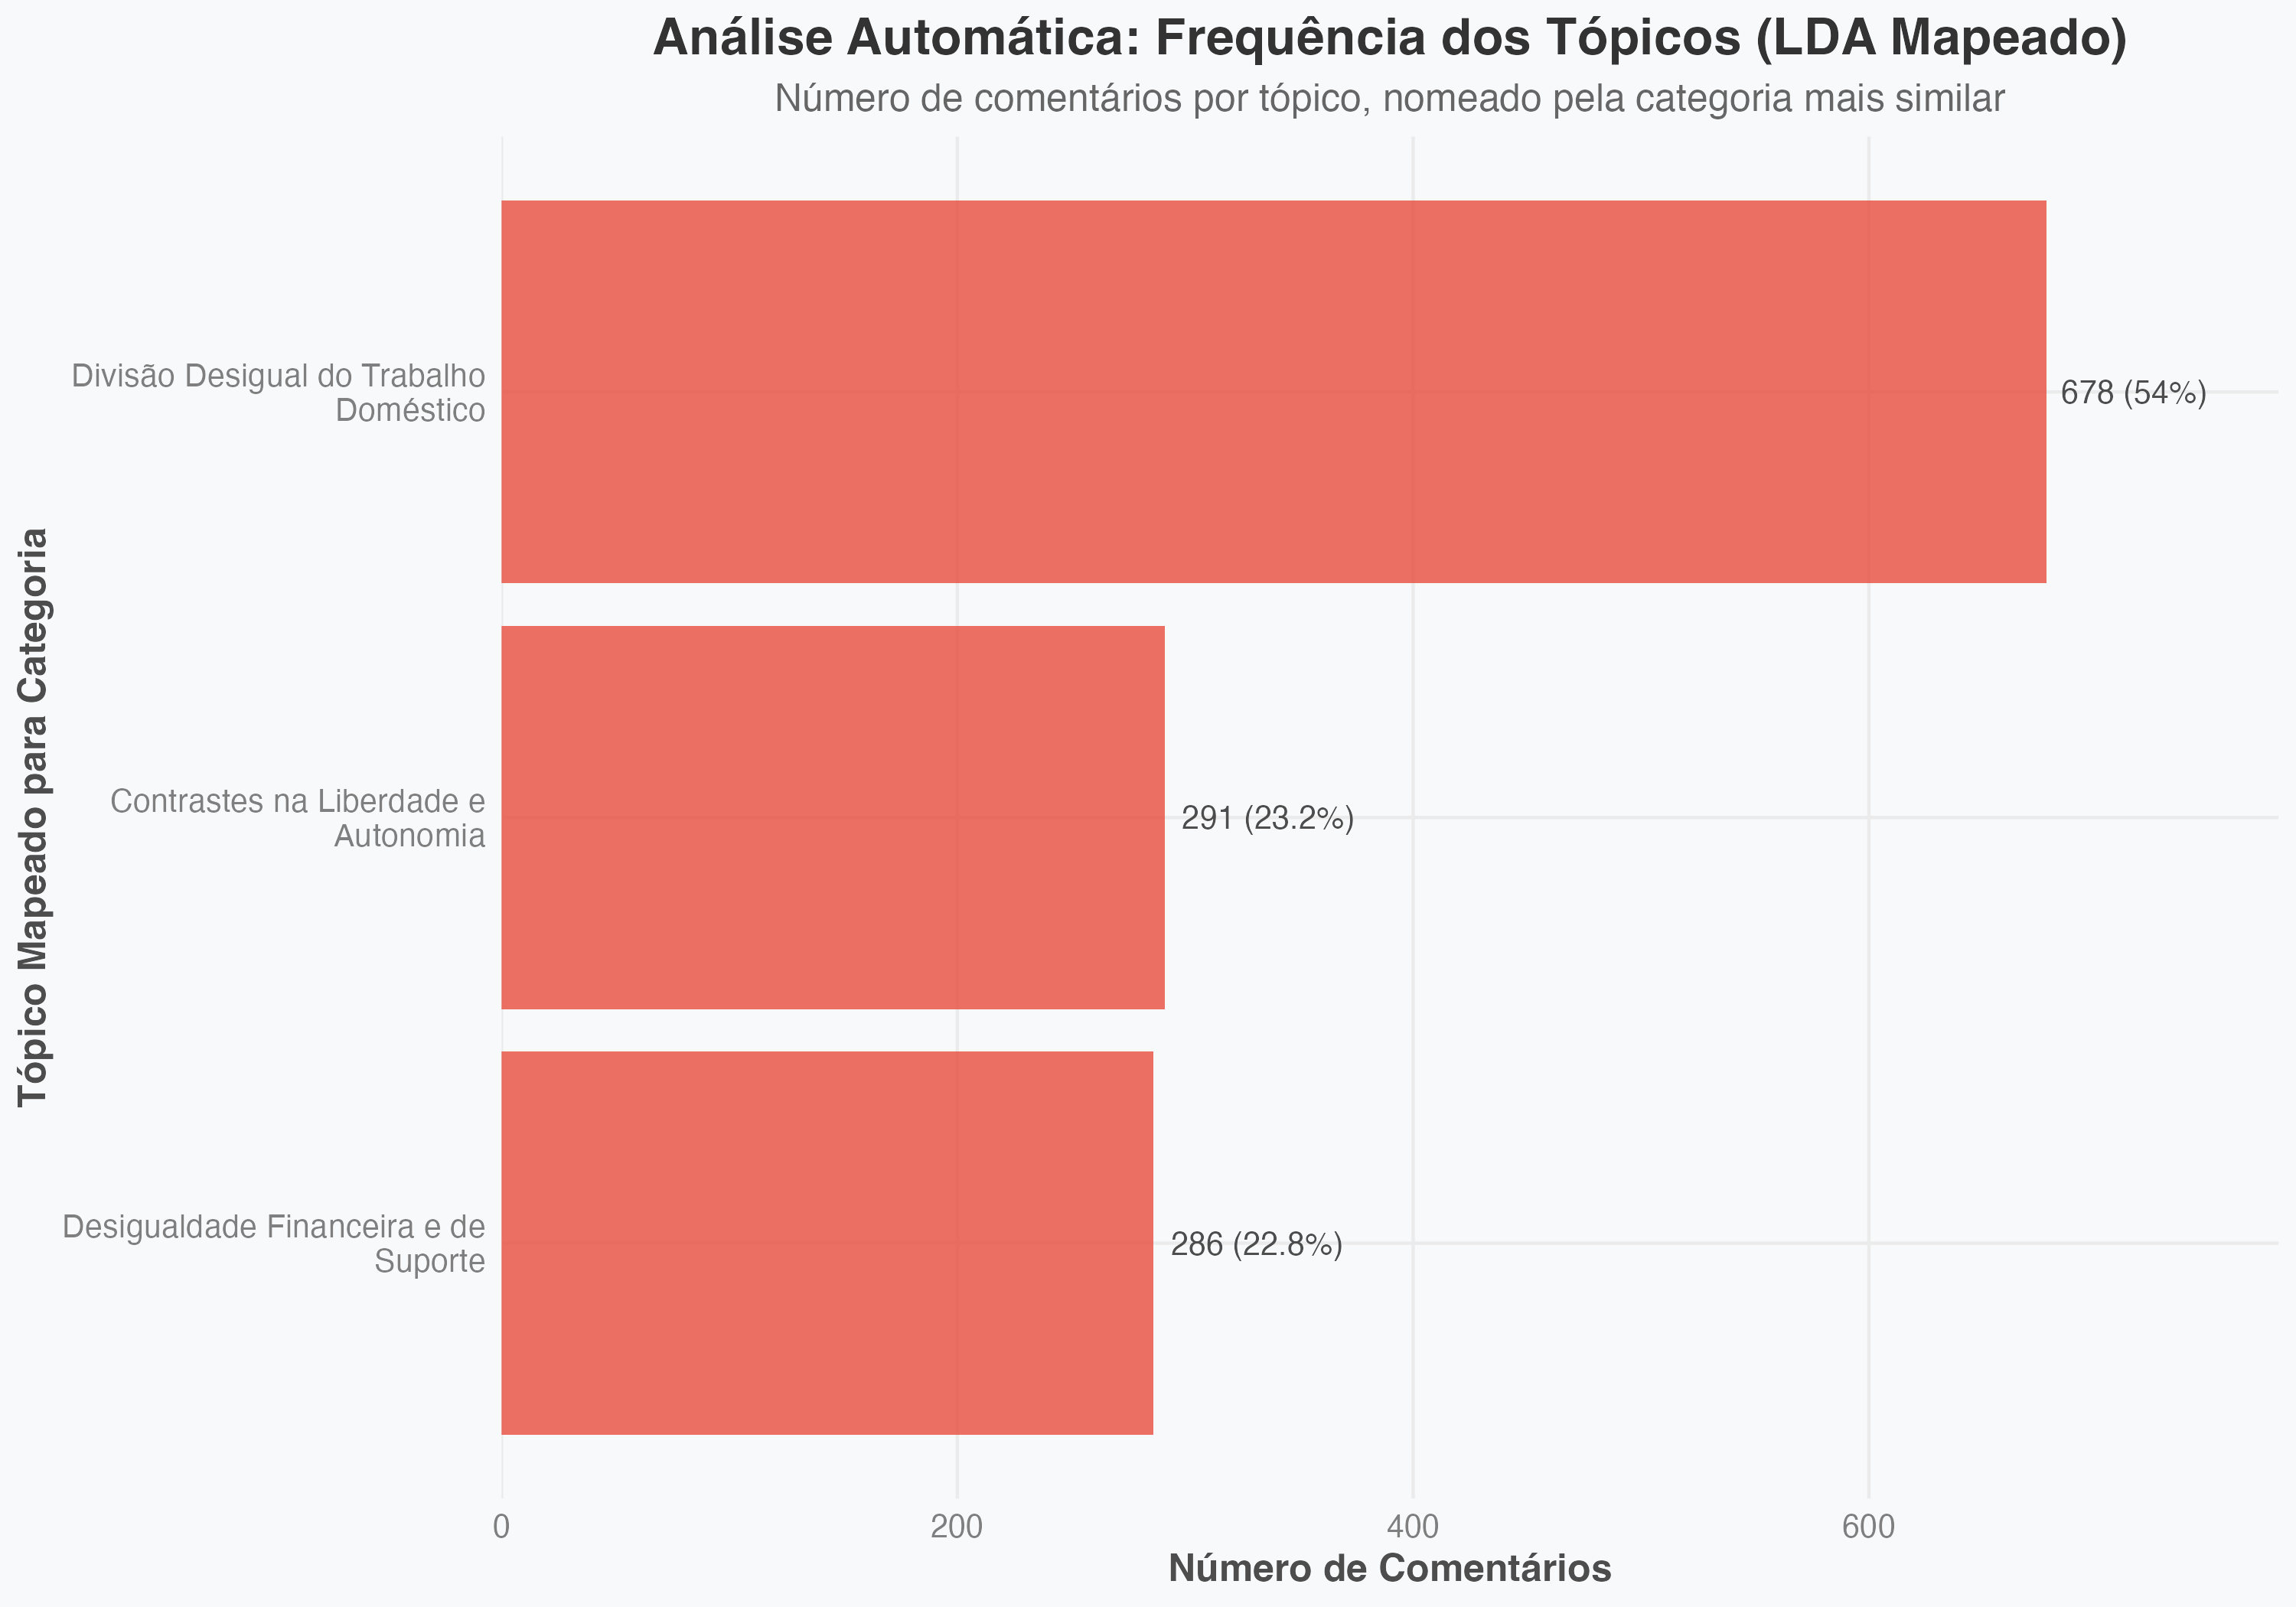 Análise Automática: Frequência dos Tópicos (LDA Mapeado)
Número de comentários por tópico, nomeado pela categoria mais similar
Tópico Mapeado para Categoria
Divisão Desigual do Trabalho
Doméstico
678 (54%)
Contrastes na Liberdade e
Autonomia
291 (23.2%)
Desigualdade Financeira e de
Suporte
286 (22.8%)
0
200
400
600
Número de Comentários